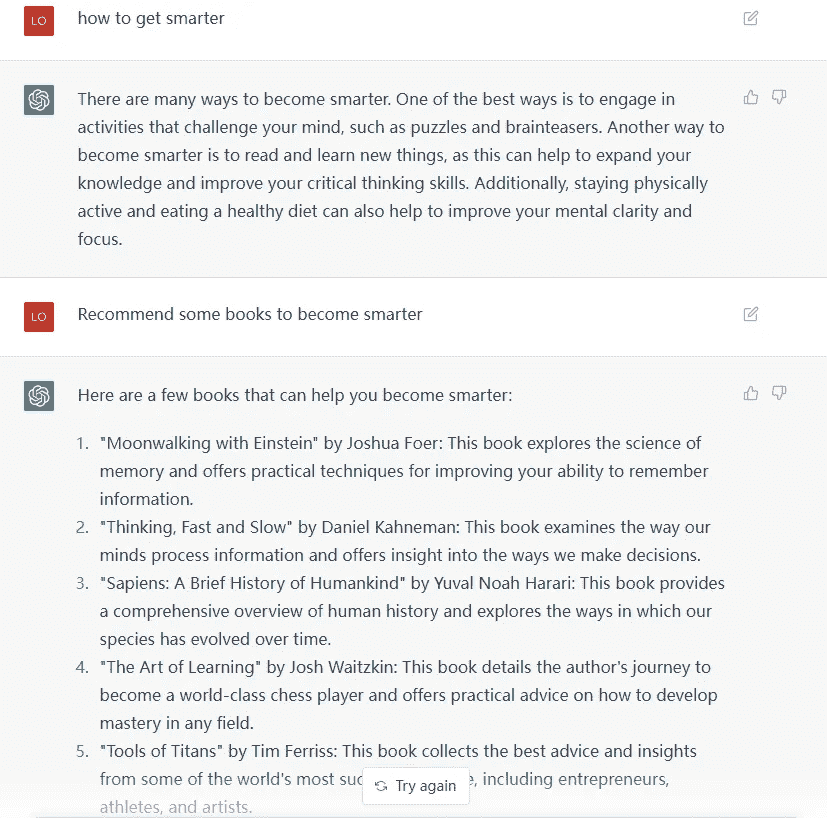 LO
how to get smarter
There are many ways to become smarter. One of the best ways is to engage in
activities that challenge your mind, such as puzzles and brainteasers. Another way to
become smarter is to read and learn new things, as this can help to expand your
knowledge and improve your critical thinking skills. Additionally, staying physically
active and eating a healthy diet can also help to improve your mental clarity and
focus.
LO
Recommend some books to become smarter
Here are a few books that can help you become smarter:
1. "Moonwalking with Einstein" by Joshua Foer: This book explores the science of
memory and offers practical techniques for improving your ability to remember
information.
2. "Thinking, Fast and Slow" by Daniel Kahneman: This book examines the way our
minds process information and offers insight into the ways we make decisions.
3. "Sapiens: A Brief History of Humankind" by Yuval Noah Harari: This book provides
a comprehensive overview of human history and explores the ways in which our
species has evolved over time.
4. "The Art of Learning" by Josh Waitzkin: This book details the author's journey to
become a world-class chess player and offers practical advice on how to develop
mastery in any field.
5. "Tools of Titans" by Tim Ferriss: This book collects the best advice and insights
from some of the world's most , including entrepreneurs,
Try again
athletes, and artists.